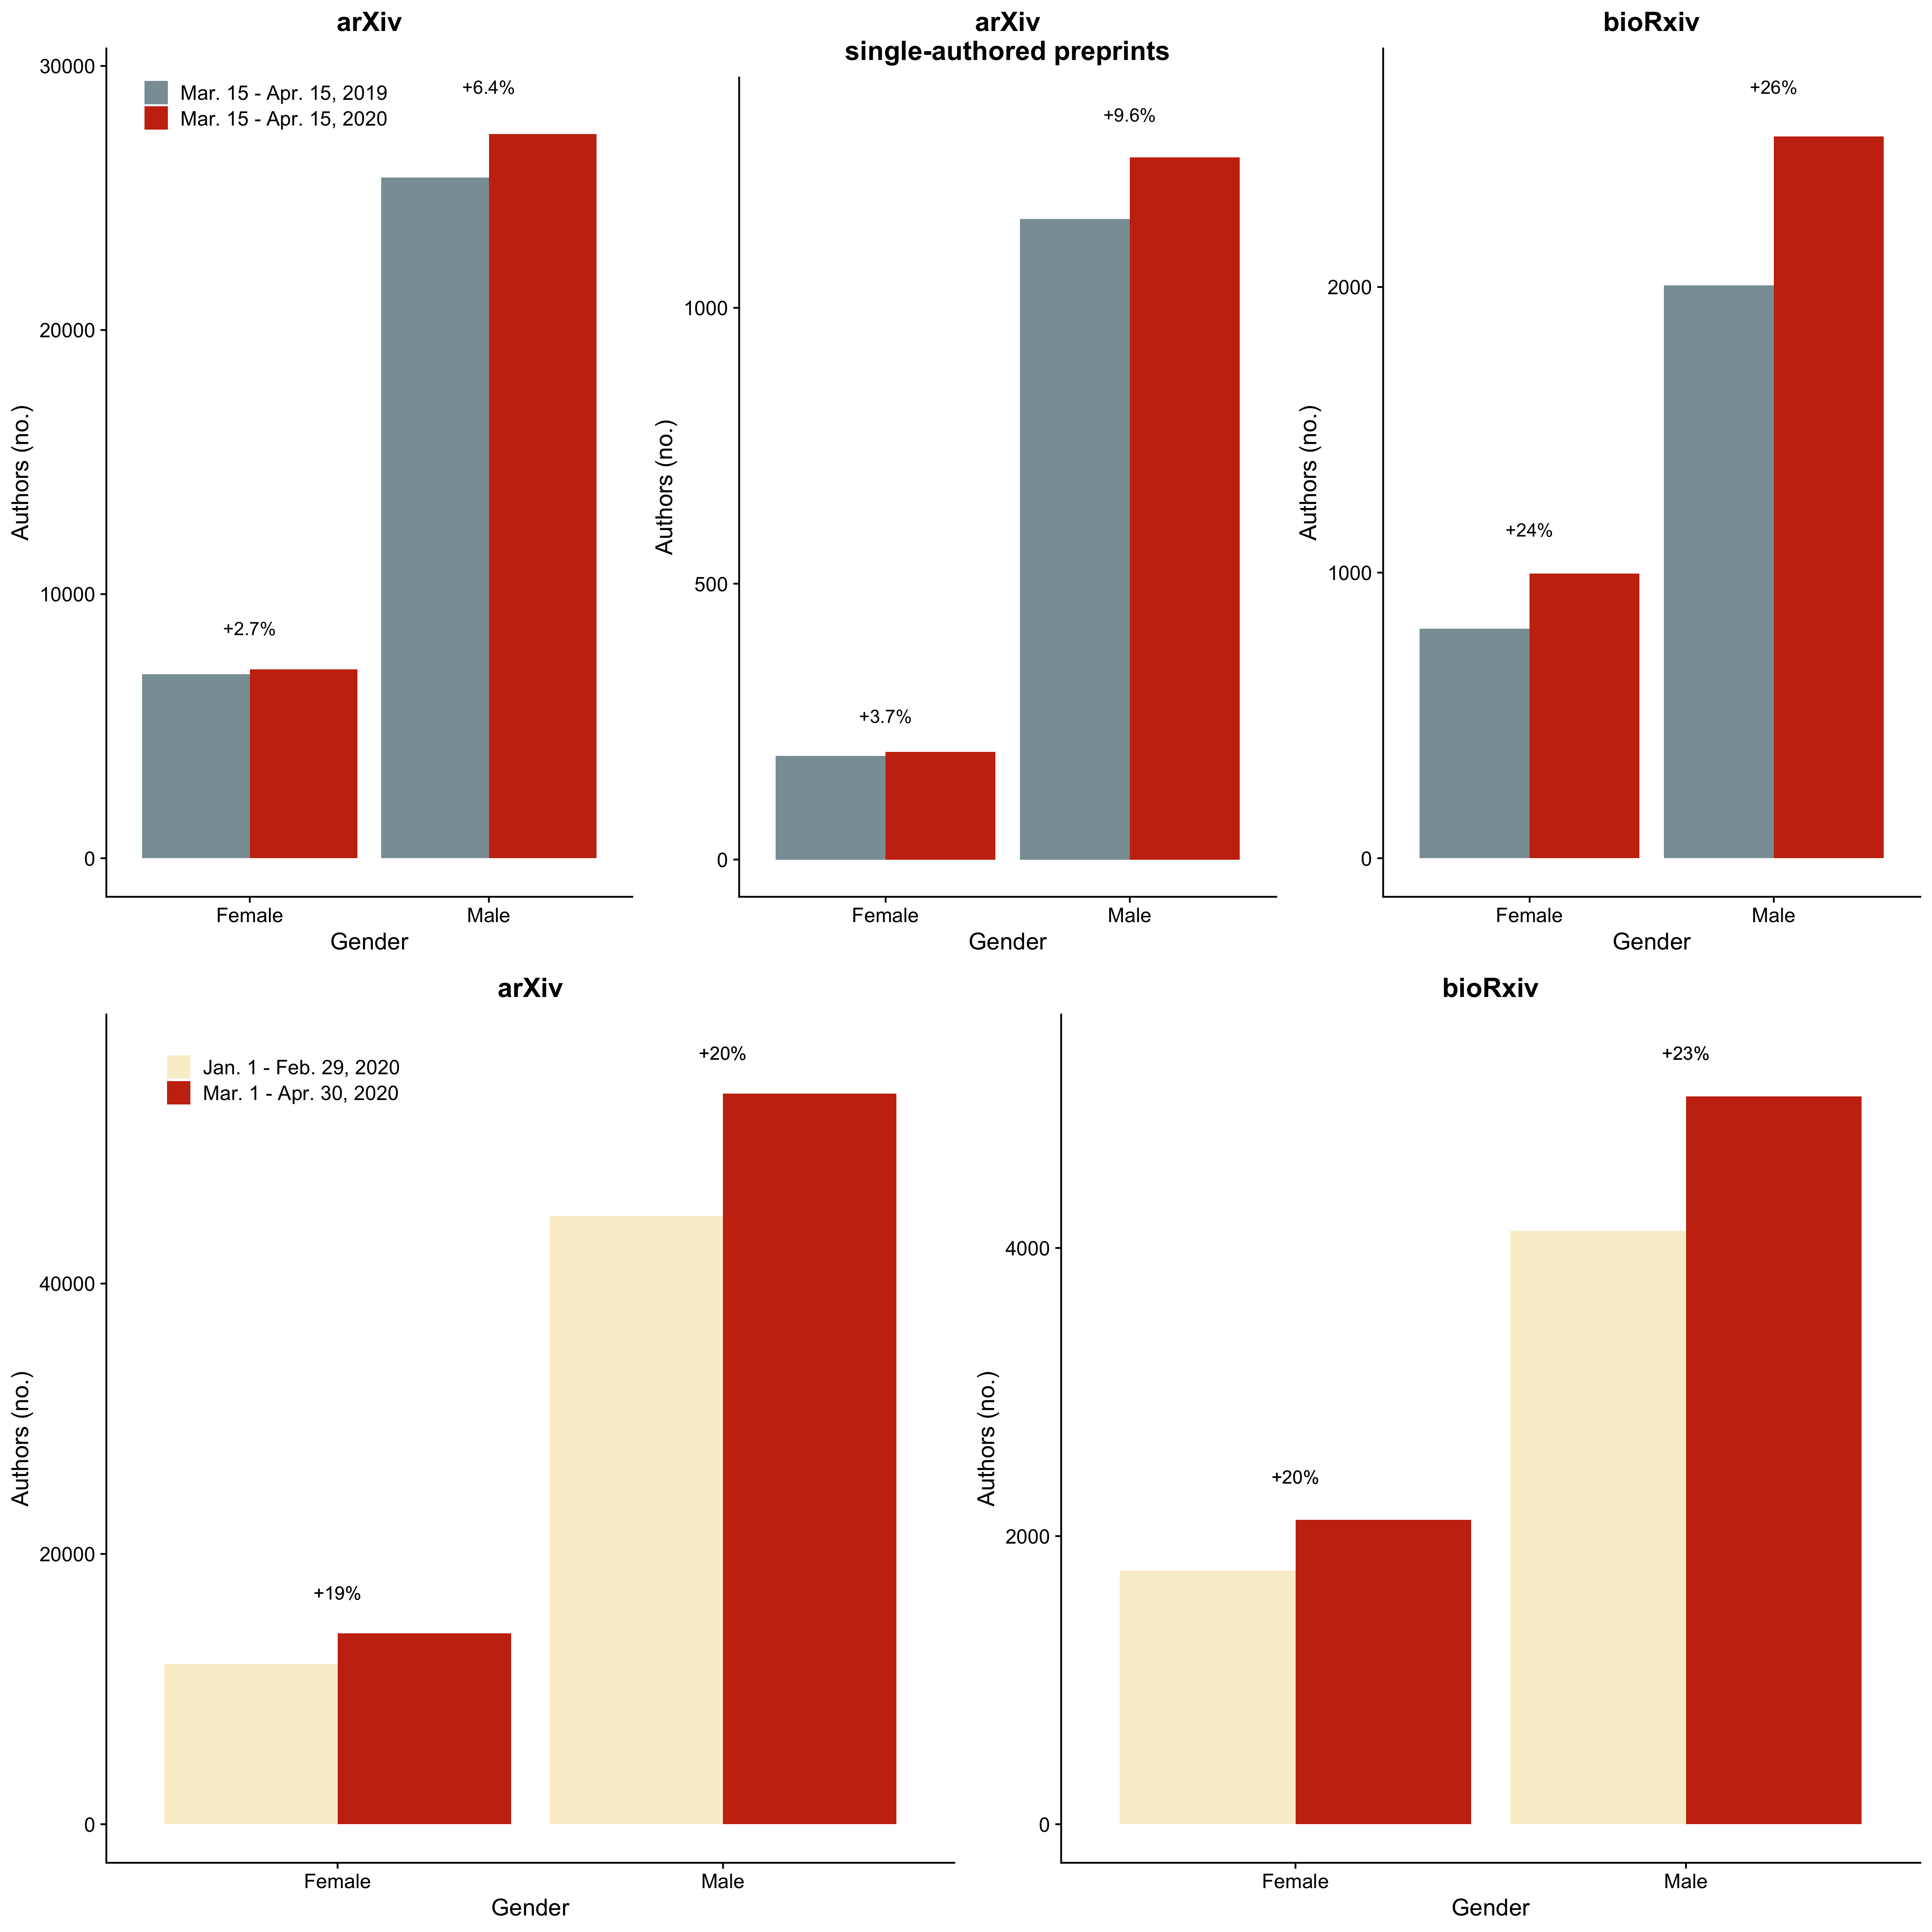 arXiv
30000
20000
10000
0
Authors (no.)
Mar. 15 - Apr. 15, 2019
Mar. 15 - Apr. 15, 2020
+2.7%
+6.4%
Female
Male
Gender
arXiv
single-authored preprints
1000
500
0
Authors (no.)
+3.7%
+9.6%
Female
Male
Gender
bioRxiv
2000
1000
0
Authors (no.)
+24%
+26%
Female
Male
Gender
arXiv
40000
20000
0
Authors (no.)
Jan. 1 - Feb. 29, 2020
Mar. 1 - Apr. 30, 2020
+19%
+20%
Female
Male
Gender
bioRxiv
4000
2000
0
Authors (no.)
+20%
+23%
Female
Male
Gender